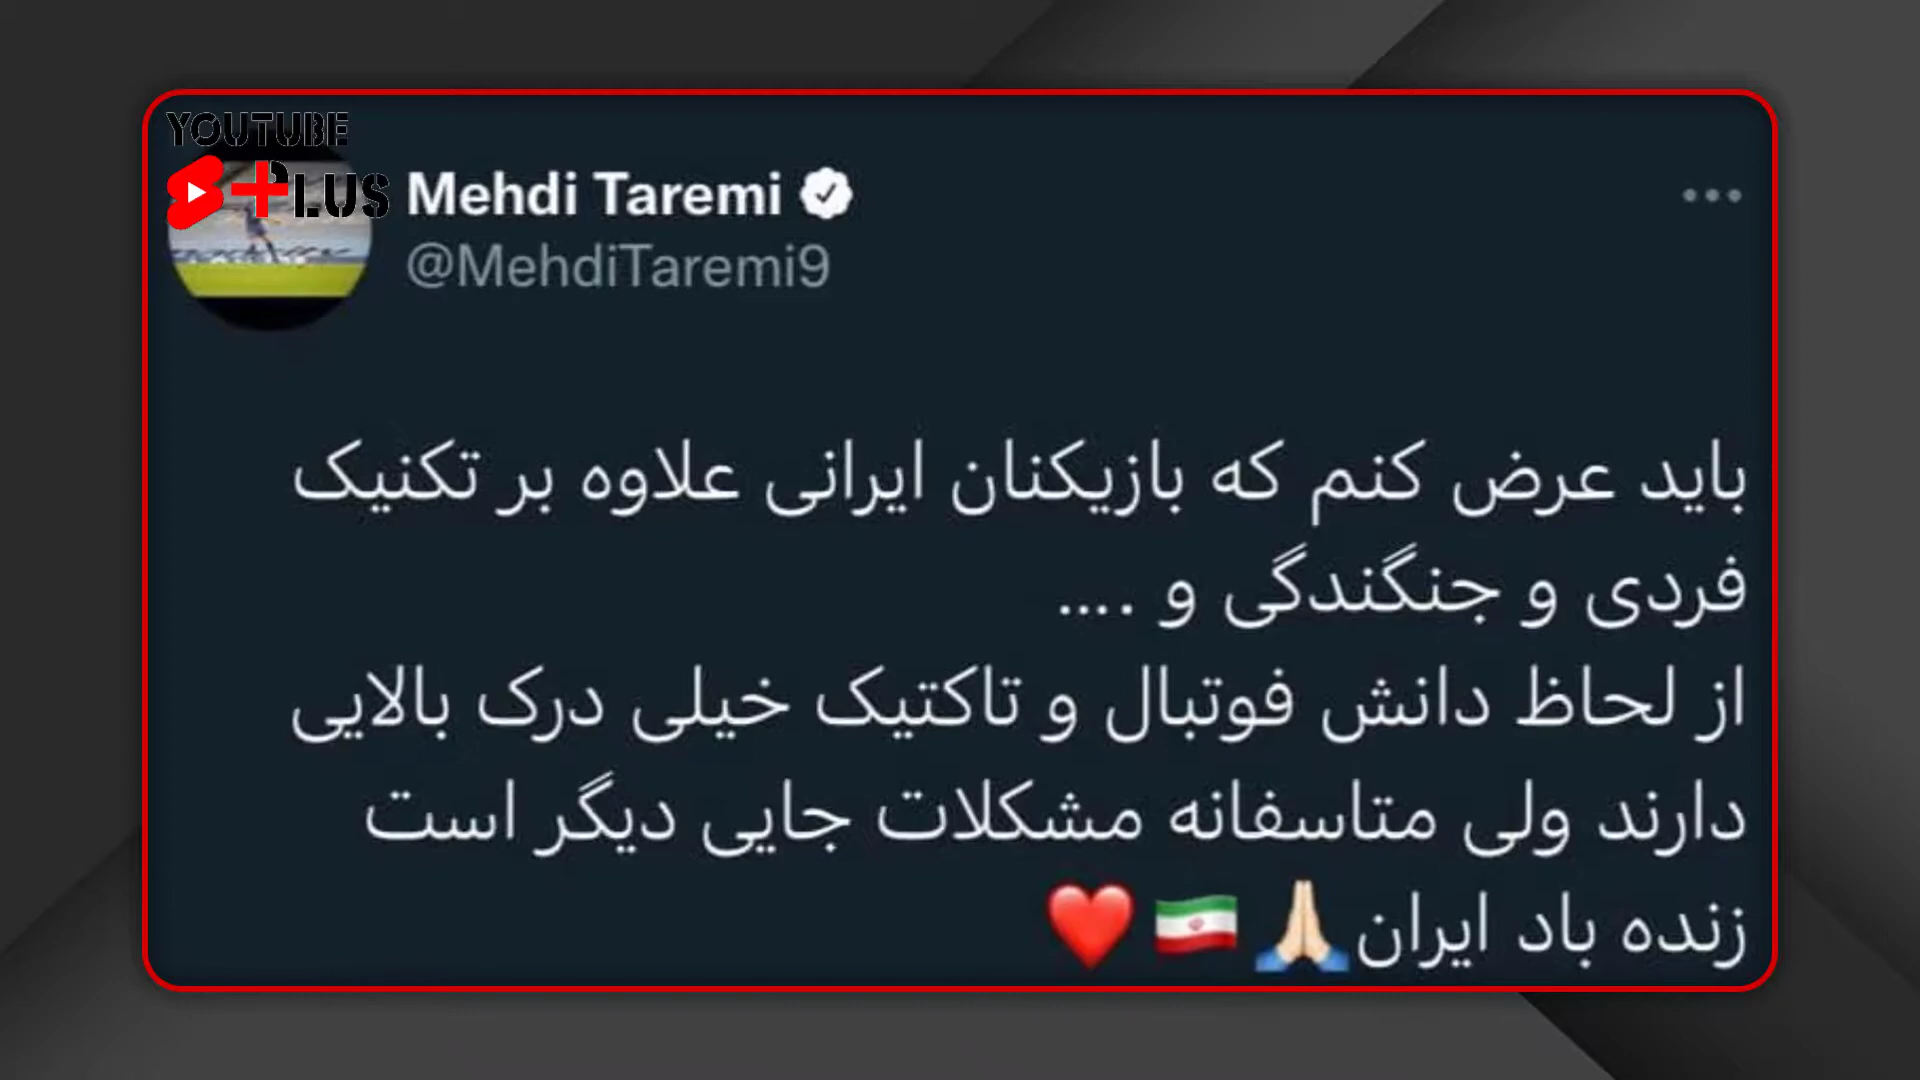 YOUTUBE
PLUS
Mehdi Taremi
@MehdiTaremi9
باید عرض کنم که بازیکنان ایرانی علاوه بر تکنیک
فردی و جنگندگی و ....
از لحاظ دانش فوتبال و تاکتیک خیلی درک بالایی
دارند ولی متاسفانه مشکلات جایی دیگر است
زنده باد ایران🙏🏻🇮🇷❤️